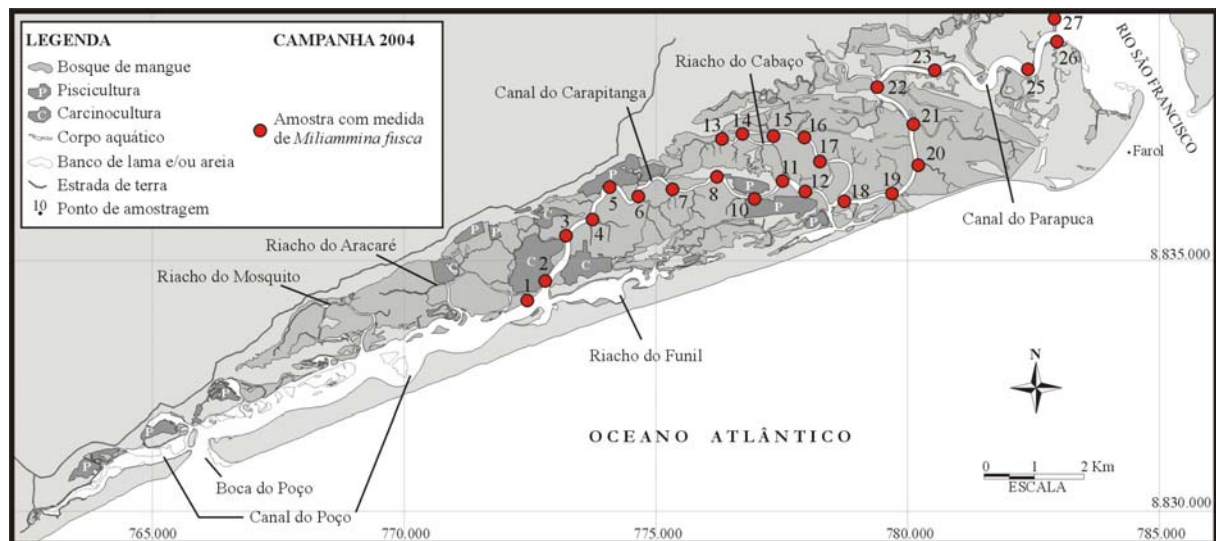 LEGENDA
CAMPANHA 2004
Bosque de mangue
P Piscicultura
C Carcinocultura
Corpo aquático
Banco de lama e/ou areia
Estrada de terra
10 Ponto de amostragem
Amostra com medida
de Miliammina fusca
27
26
25
23
22
21
20
19
18
17
16
15
14
13
12
11
10
8
7
6
5
4
3
2
1
Riacho do Cabaço
Canal do Carapitanga
RIO SÃO FRANCISCO
Farol
Canal do Parapuca
Riacho do Aracaré
Riacho do Mosquito
Riacho do Funil
P
P
P
P
P
P
C
C
P
P
8.835.000
N
OCEANO ATLÂNTICO
0 1 2 Km
ESCALA
Boca do Poço
Canal do Poço
8.830.000
765.000
770.000
775.000
780.000
785.000